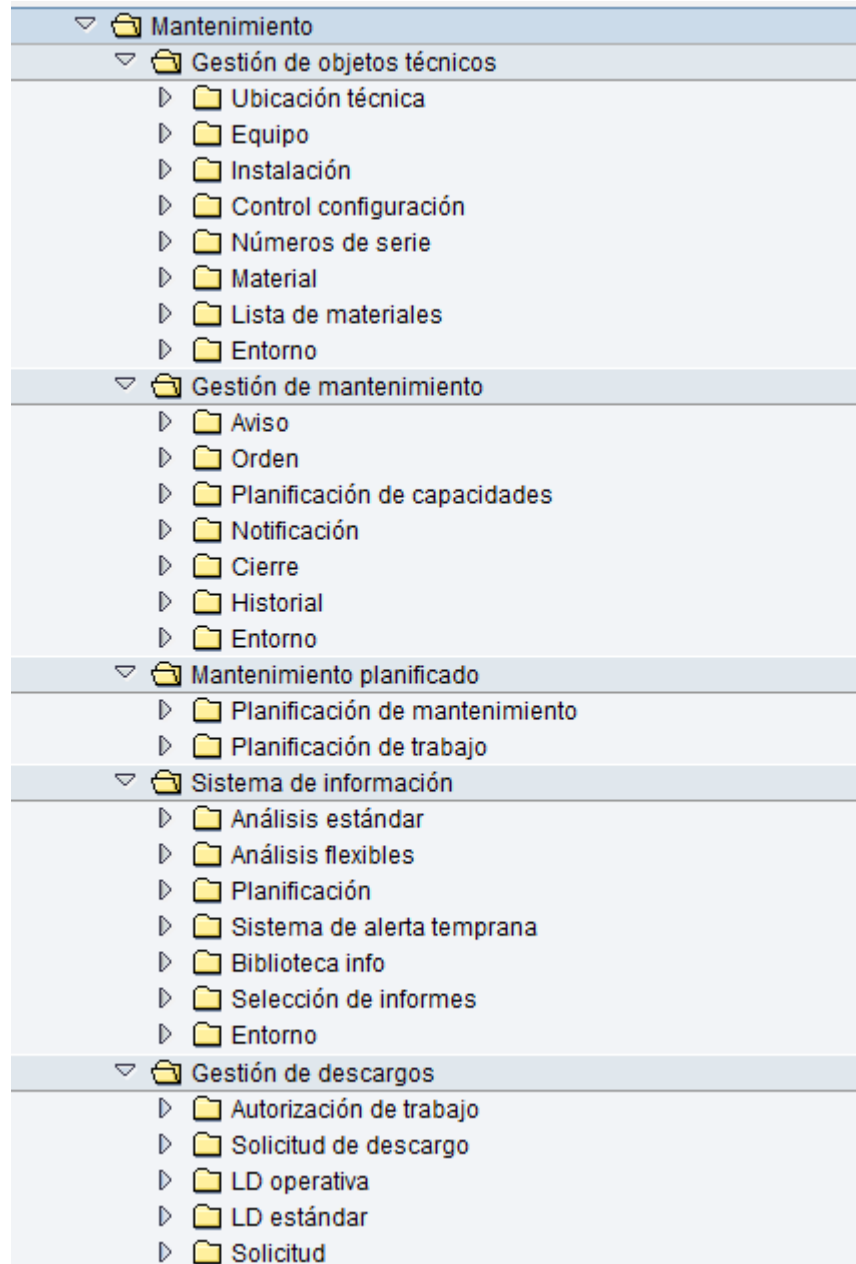 Mantenimiento
Gestión de objetos técnicos
Ubicación técnica
Equipo
Instalación
Control configuración
Números de serie
Material
Lista de materiales
Entorno
Gestión de mantenimiento
Aviso
Orden
Planificación de capacidades
Notificación
Cierre
Historial
Entorno
Mantenimiento planificado
Planificación de mantenimiento
Planificación de trabajo
Sistema de información
Análisis estándar
Análisis flexibles
Planificación
Sistema de alerta temprana
Biblioteca info
Selección de informes
Entorno
Gestión de descargos
Autorización de trabajo
Solicitud de descargo
LD operativa
LD estándar
Solicitud